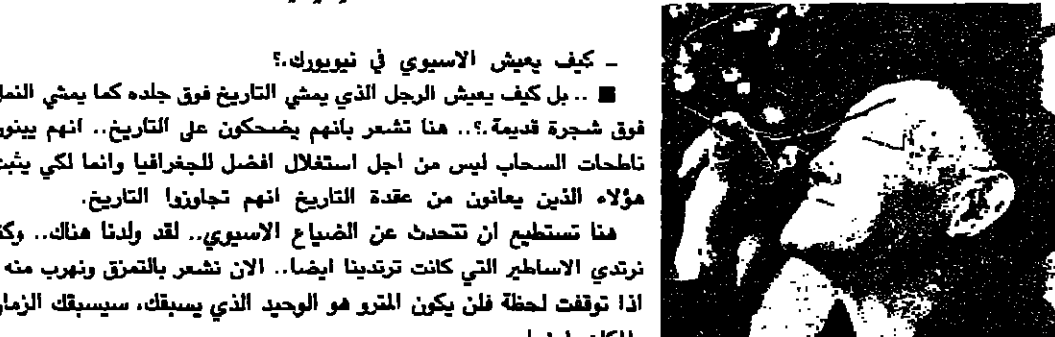 ـ كيف يعيش الاسيوي في نيويورك.؟
■ .. بل كيف يعيش الرجل الذي يمشي التاريخ فوق جلده كما يمشي النمل
فوق شجرة قديمة.؟.. هنا تشعر بانهم يضحكون على التاريخ.. انهم يبنور
ناطحات السحاب ليس من اجل استغلال افضل للجغرافيا وانما لكي يثبت
هؤلاء الذين يعانون من عقدة التاريخ انهم تجاوزوا التاريخ.
هنا تستطيع ان تتحدث عن الضياع الاسيوي.. لقد ولدنا هناك.. وكذ
نرتدي الاساطير التي كانت ترتدينا ايضا.. الان نشعر بالتمزق ونهرب منه
اذا توقفت لحظة فلن يكون المترو هو الوحيد الذي يسبقك، سيسبقك الزمار